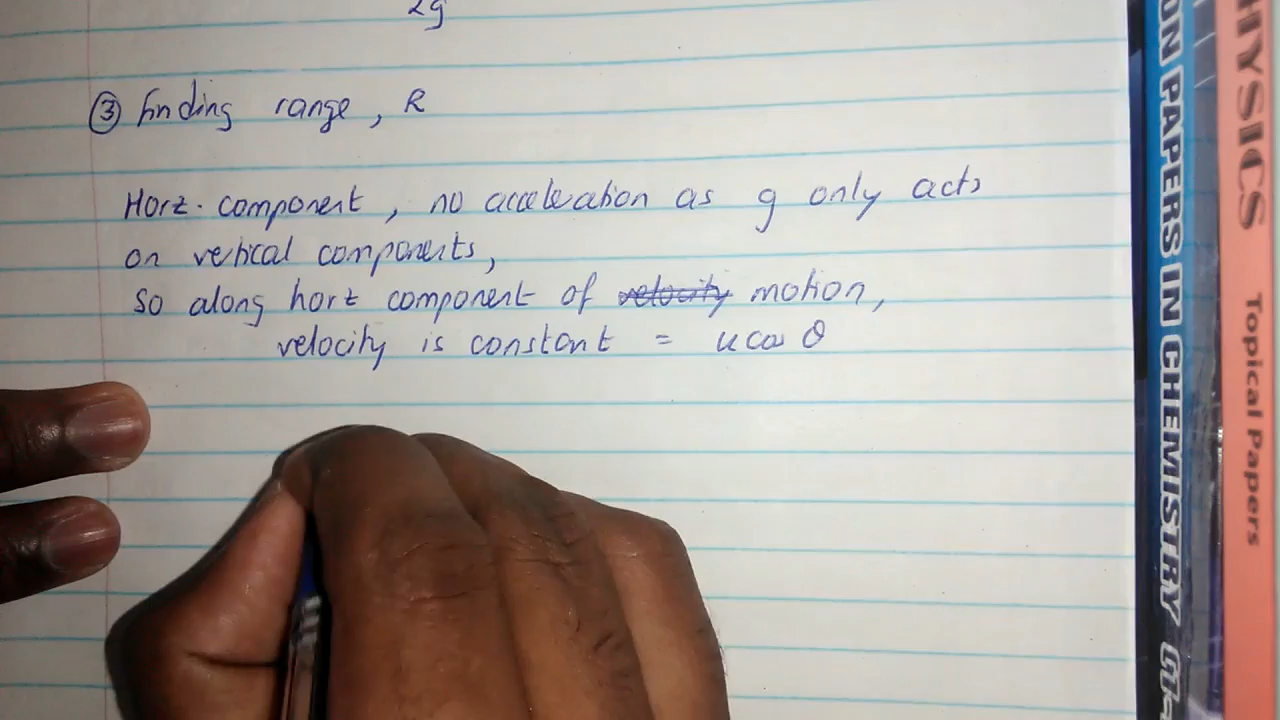 2g
③ finding range, R
Horz. component, no acceleration as g only acts
on vertical components,
so along horz component of velocity motion,
velocity is constant = u cos θ
ON PAPERS IN CHEMISTRY
HYSICS Topical Papers